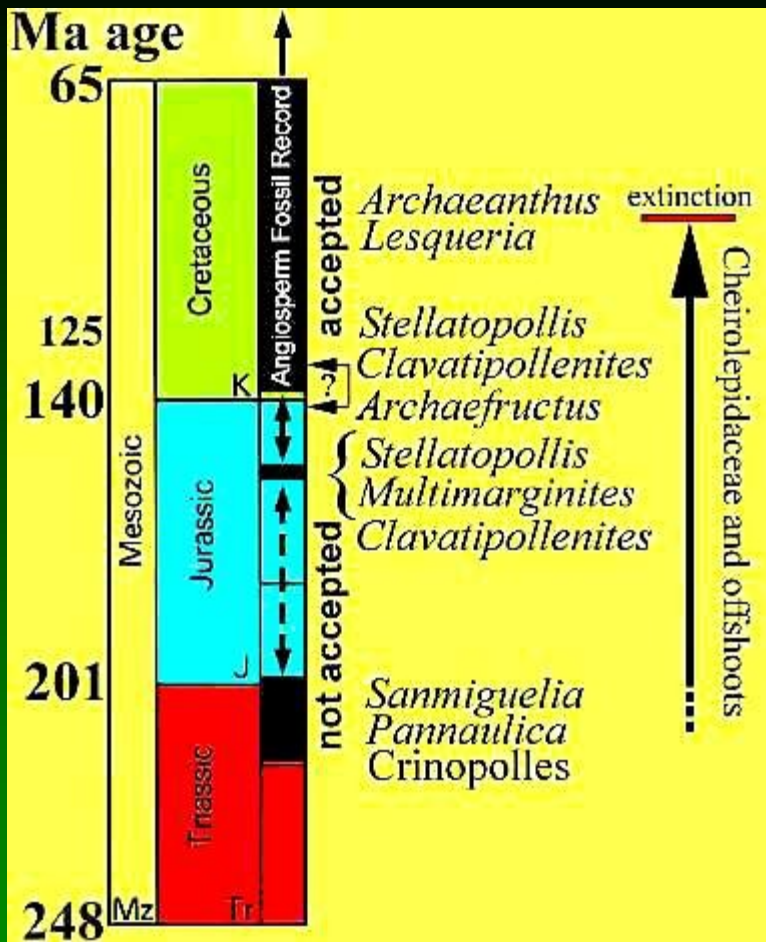 Ma age
65
125
140
201
248
Mesozoic
Mz
Cretaceous
K
Jurassic
J
Triassic
Tr
Angiosperm Fossil Record
accepted
not accepted
Archaeanthus
Lesqueria
Stellatopollis
Clavatipollenites
?
Archaefructus
Stellatopollis
Multimarginites
Clavatipollenites
Sanmiguelia
Pannaulica
Crinopolles
extinction
Cheirolepidaceae and offshoots